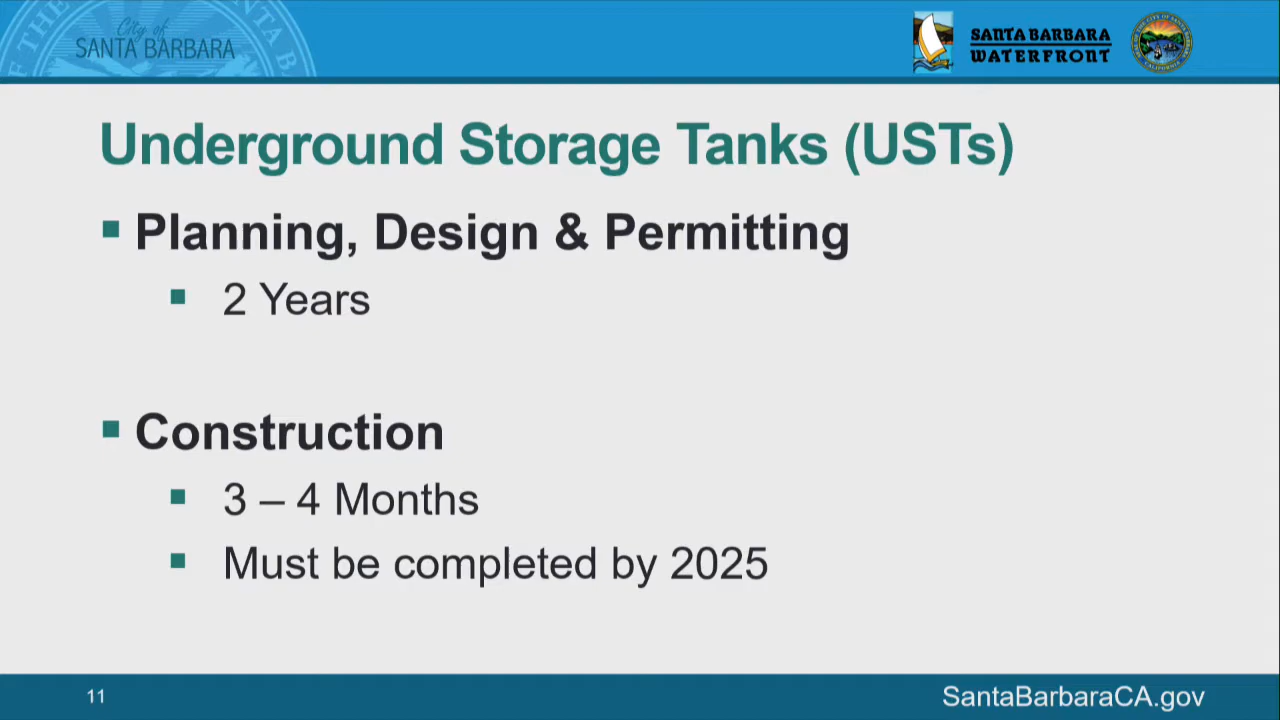 City of
SANTA BARBARA
SANTA BARBARA
WATERFRONT
Underground Storage Tanks (USTs)
Planning, Design & Permitting
2 Years
Construction
3 – 4 Months
Must be completed by 2025
11
SantaBarbaraCA.gov